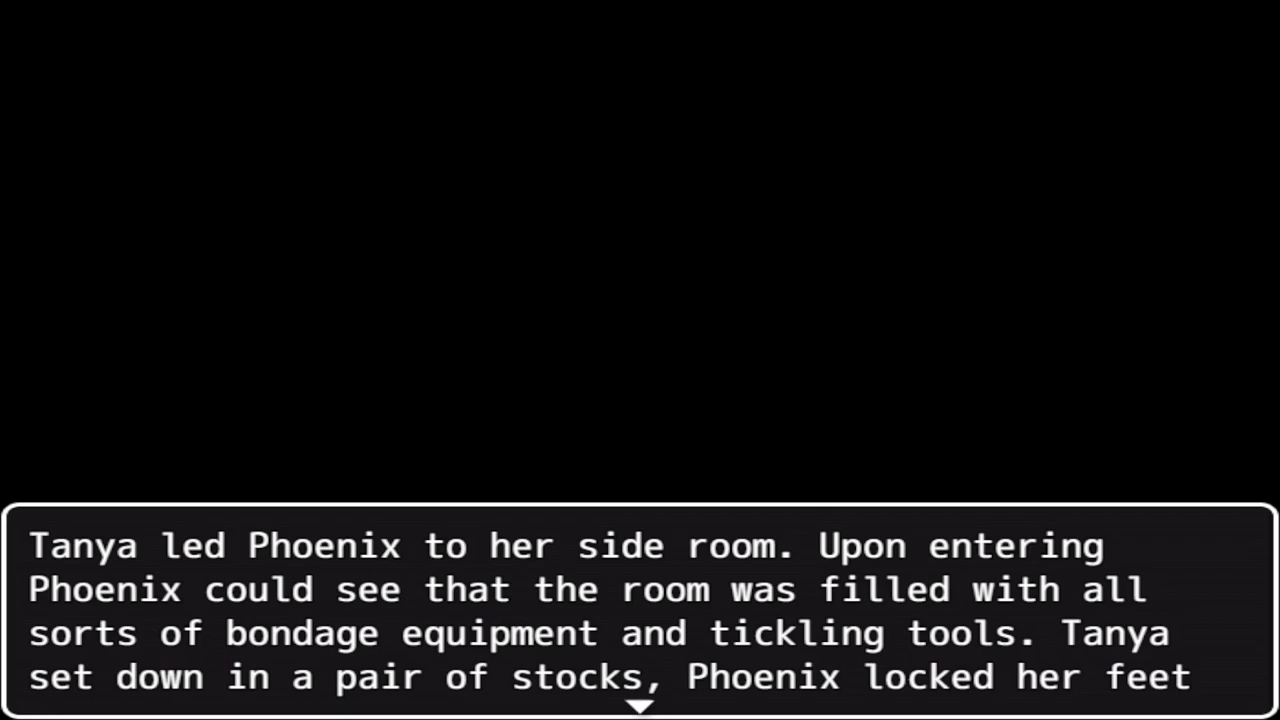 Tanya led Phoenix to her side room. Upon entering
Phoenix could see that the room was filled with all
sorts of bondage equipment and tickling tools. Tanya
set down in a pair of stocks, Phoenix locked her feet